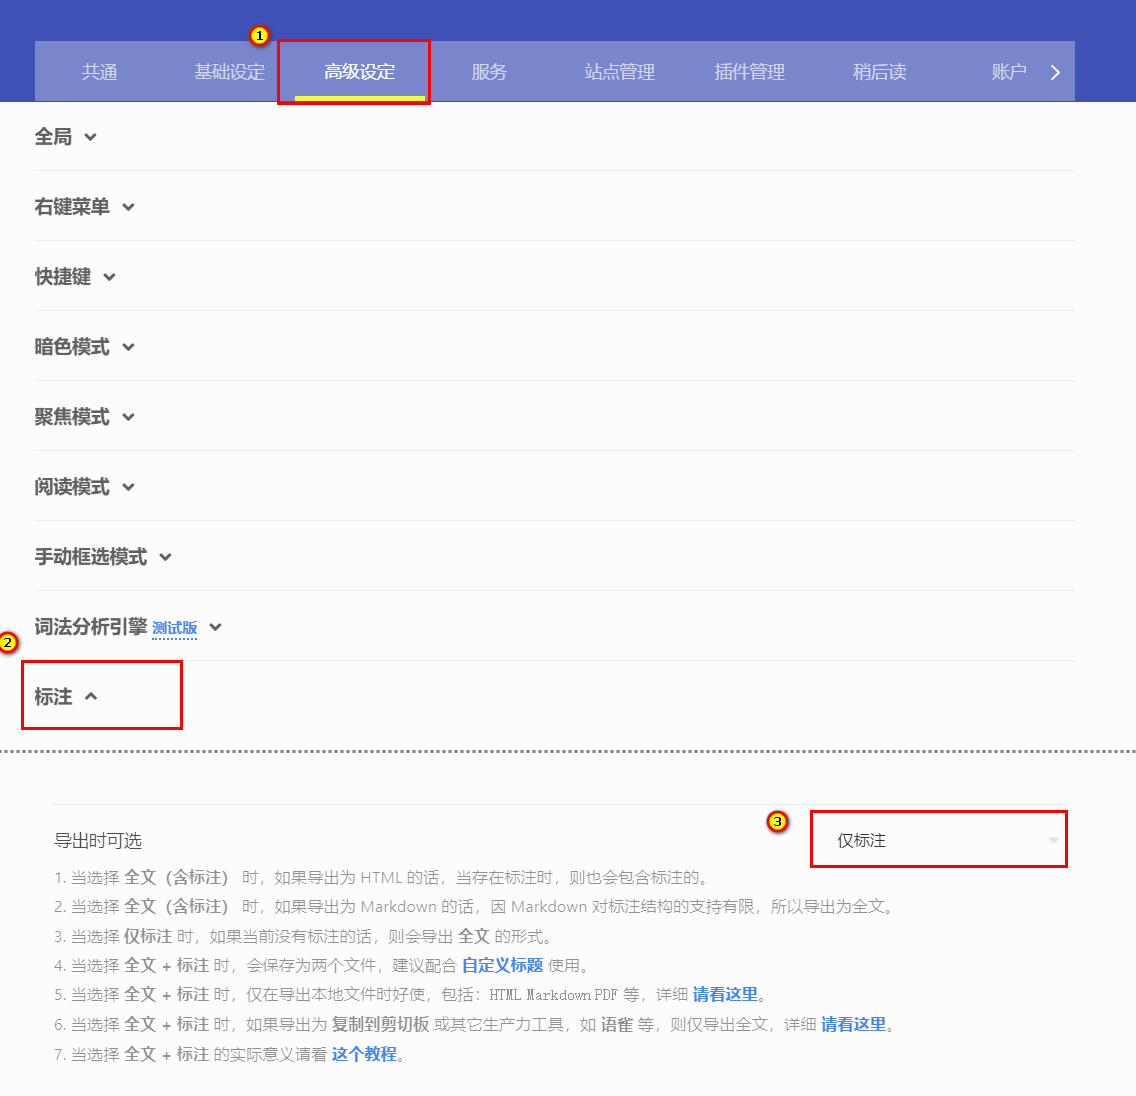 1
共通 基础设定 高级设定 服务 站点管理 插件管理 稍后读 账户
全局
右键菜单
快捷键
暗色模式
聚焦模式
阅读模式
手动框选模式
词法分析引擎 测试版
2
标注
3
导出时可选 仅标注
1. 当选择 全文（含标注） 时，如果导出为 HTML 的话，当存在标注时，则也会包含标注的。
2. 当选择 全文（含标注） 时，如果导出为 Markdown 的话，因 Markdown 对标注结构的支持有限，所以导出为全文。
3. 当选择 仅标注 时，如果当前没有标注的话，则会导出 全文 的形式。
4. 当选择 全文 + 标注 时，会保存为两个文件，建议配合 自定义标题 使用。
5. 当选择 全文 + 标注 时，仅在导出本地文件时好使，包括：HTML Markdown PDF 等，详细 请看这里。
6. 当选择 全文 + 标注 时，如果导出为 复制到剪切板 或其它生产力工具，如 语雀 等，则仅导出全文，详细 请看这里。
7. 当选择 全文 + 标注 的实际意义请看 这个教程。